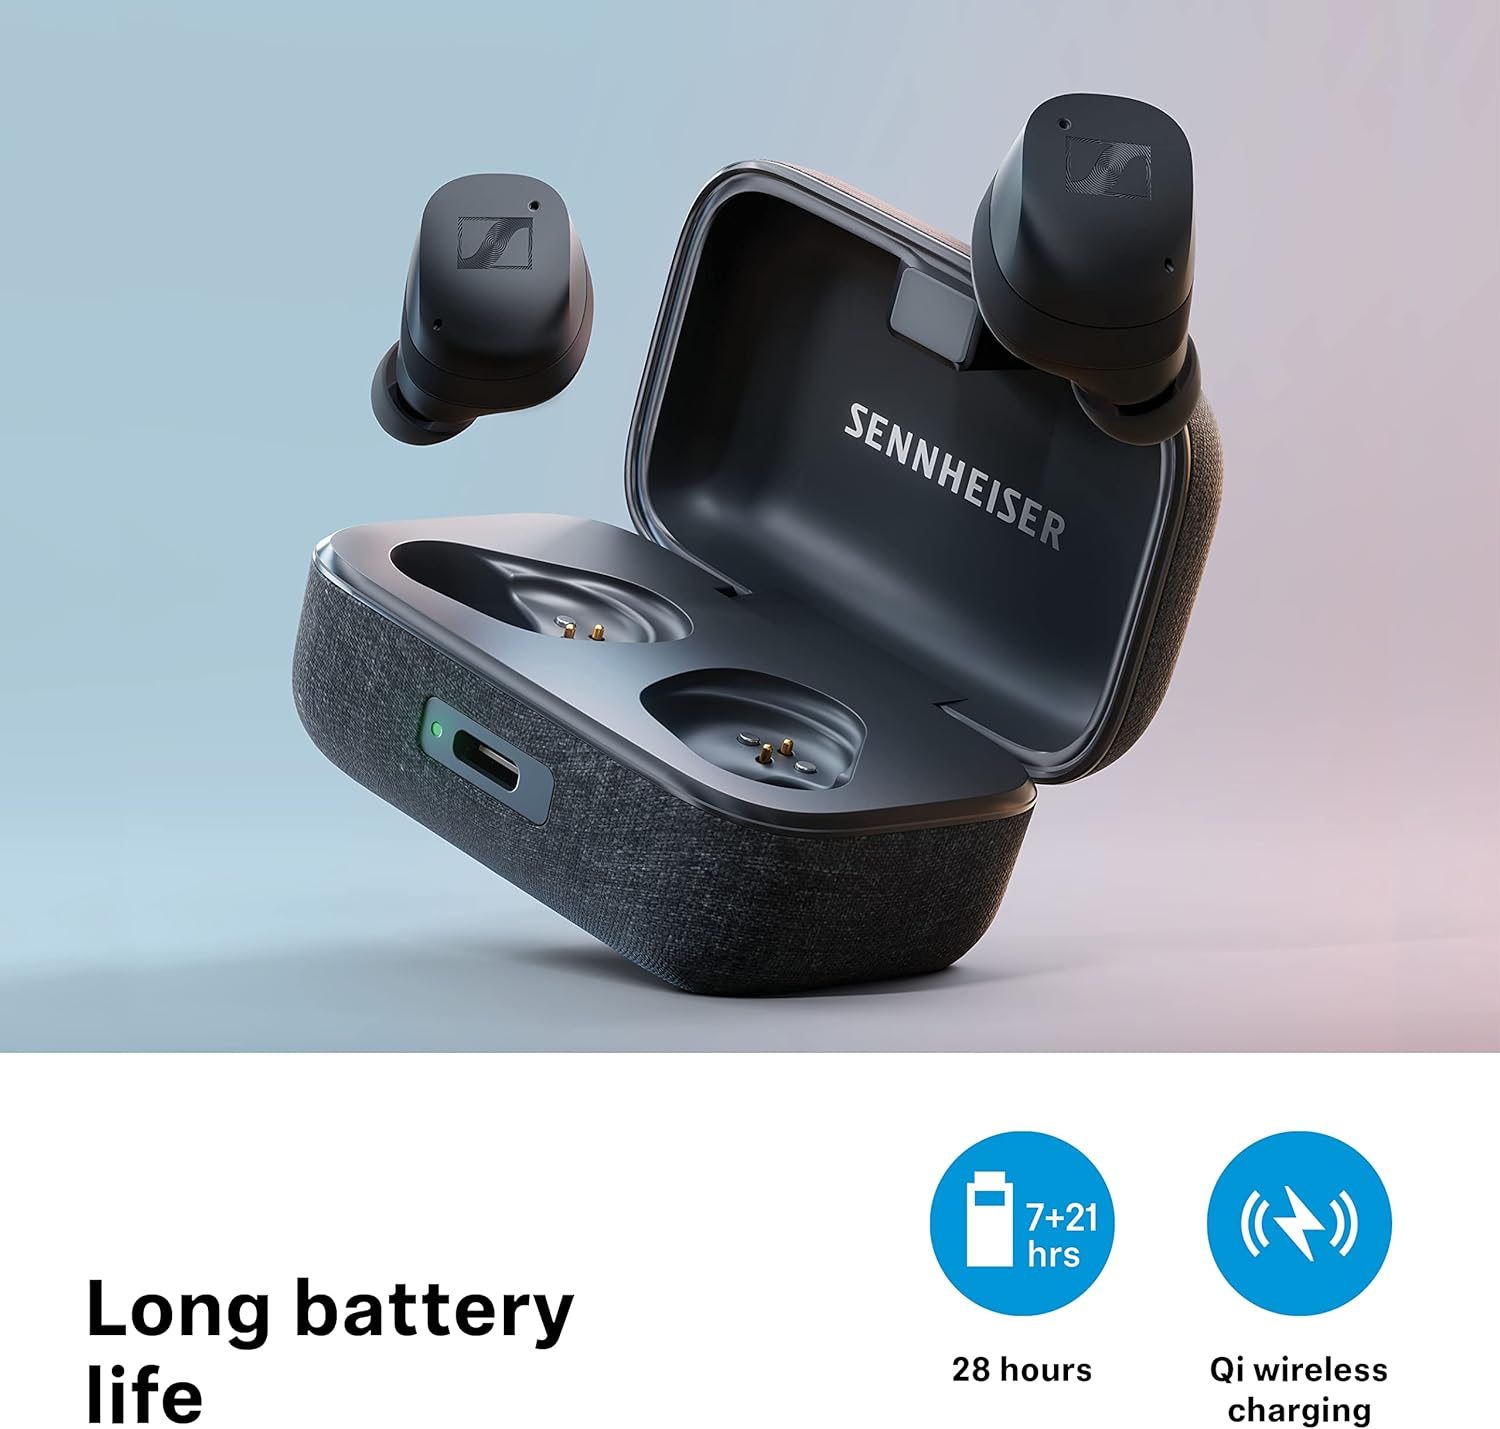 SENNHEISER
7+21
hrs
Long battery
life
28 hours
Qi wireless
charging